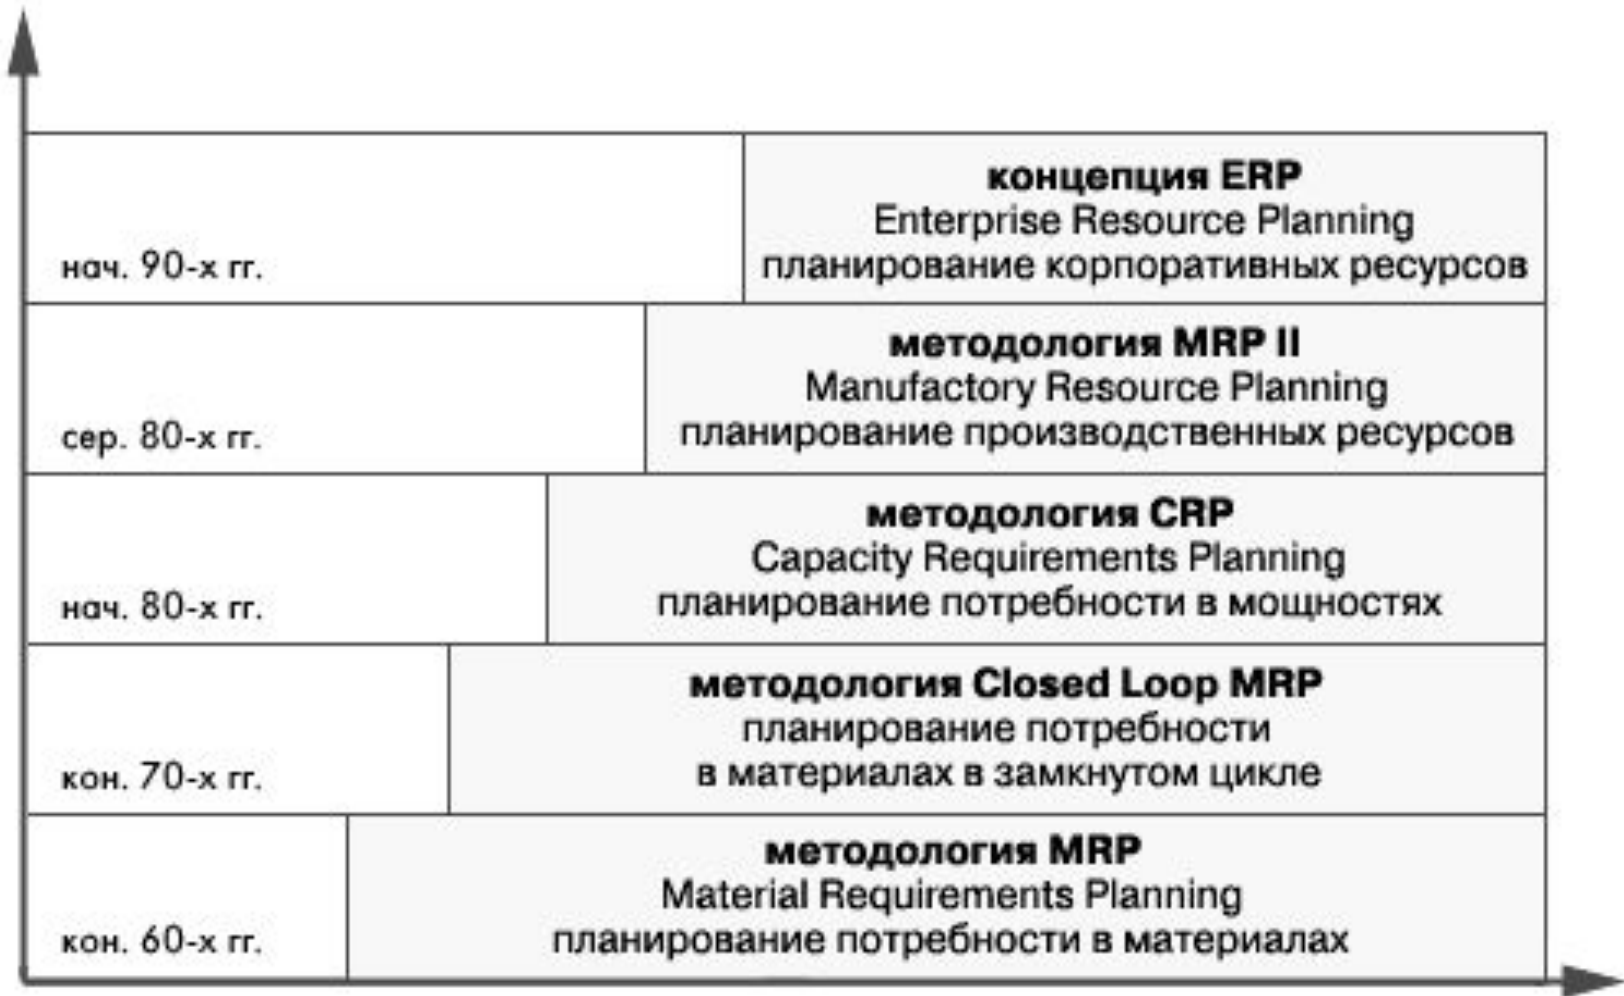 концепция ERP
Enterprise Resource Planning
нач. 90-х гг.
планирование корпоративных ресурсов
методология MRP II
Manufactory Resource Planning
сер. 80-х гг.
планирование производственных ресурсов
методология CRP
Capacity Requirements Planning
нач. 80-х гг.
планирование потребности в мощностях
методология Closed Loop MRP
планирование потребности
кон. 70-х гг.
в материалах в замкнутом цикле
методология MRP
Material Requirements Planning
кон. 60-х гг.
планирование потребности в материалах